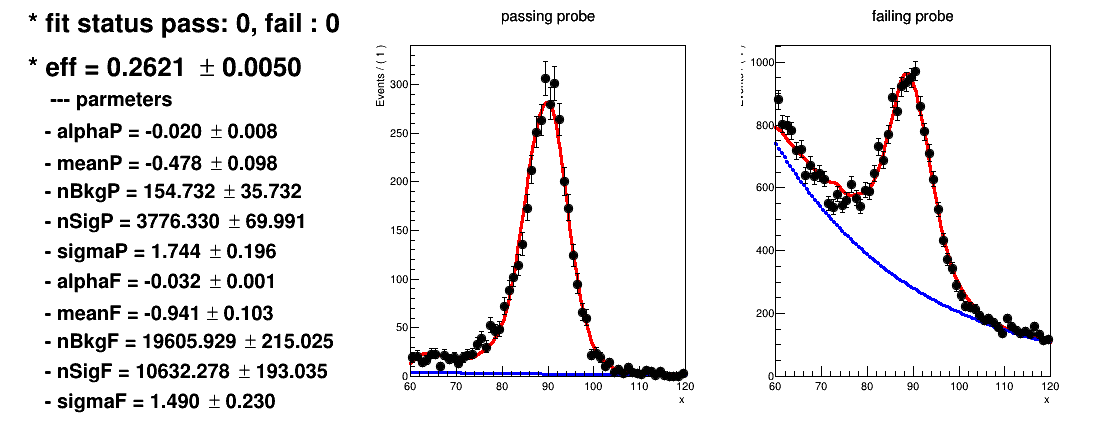 * fit status pass: 0, fail : 0
* eff = 0.2621 ± 0.0050
--- parmeters
- alphaP = -0.020 ± 0.008
- meanP = -0.478 ± 0.098
- nBkgP = 154.732 ± 35.732
- nSigP = 3776.330 ± 69.991
- sigmaP = 1.744 ± 0.196
- alphaF = -0.032 ± 0.001
- meanF = -0.941 ± 0.103
- nBkgF = 19605.929 ± 215.025
- nSigF = 10632.278 ± 193.035
- sigmaF = 1.490 ± 0.230
passing probe
Events / ( 1 )
300
250
200
150
100
50
0
60 70 80 90 100 110 120
x
failing probe
Events / ( 1 )
1000
800
600
400
200
0
60 70 80 90 100 110 120
x